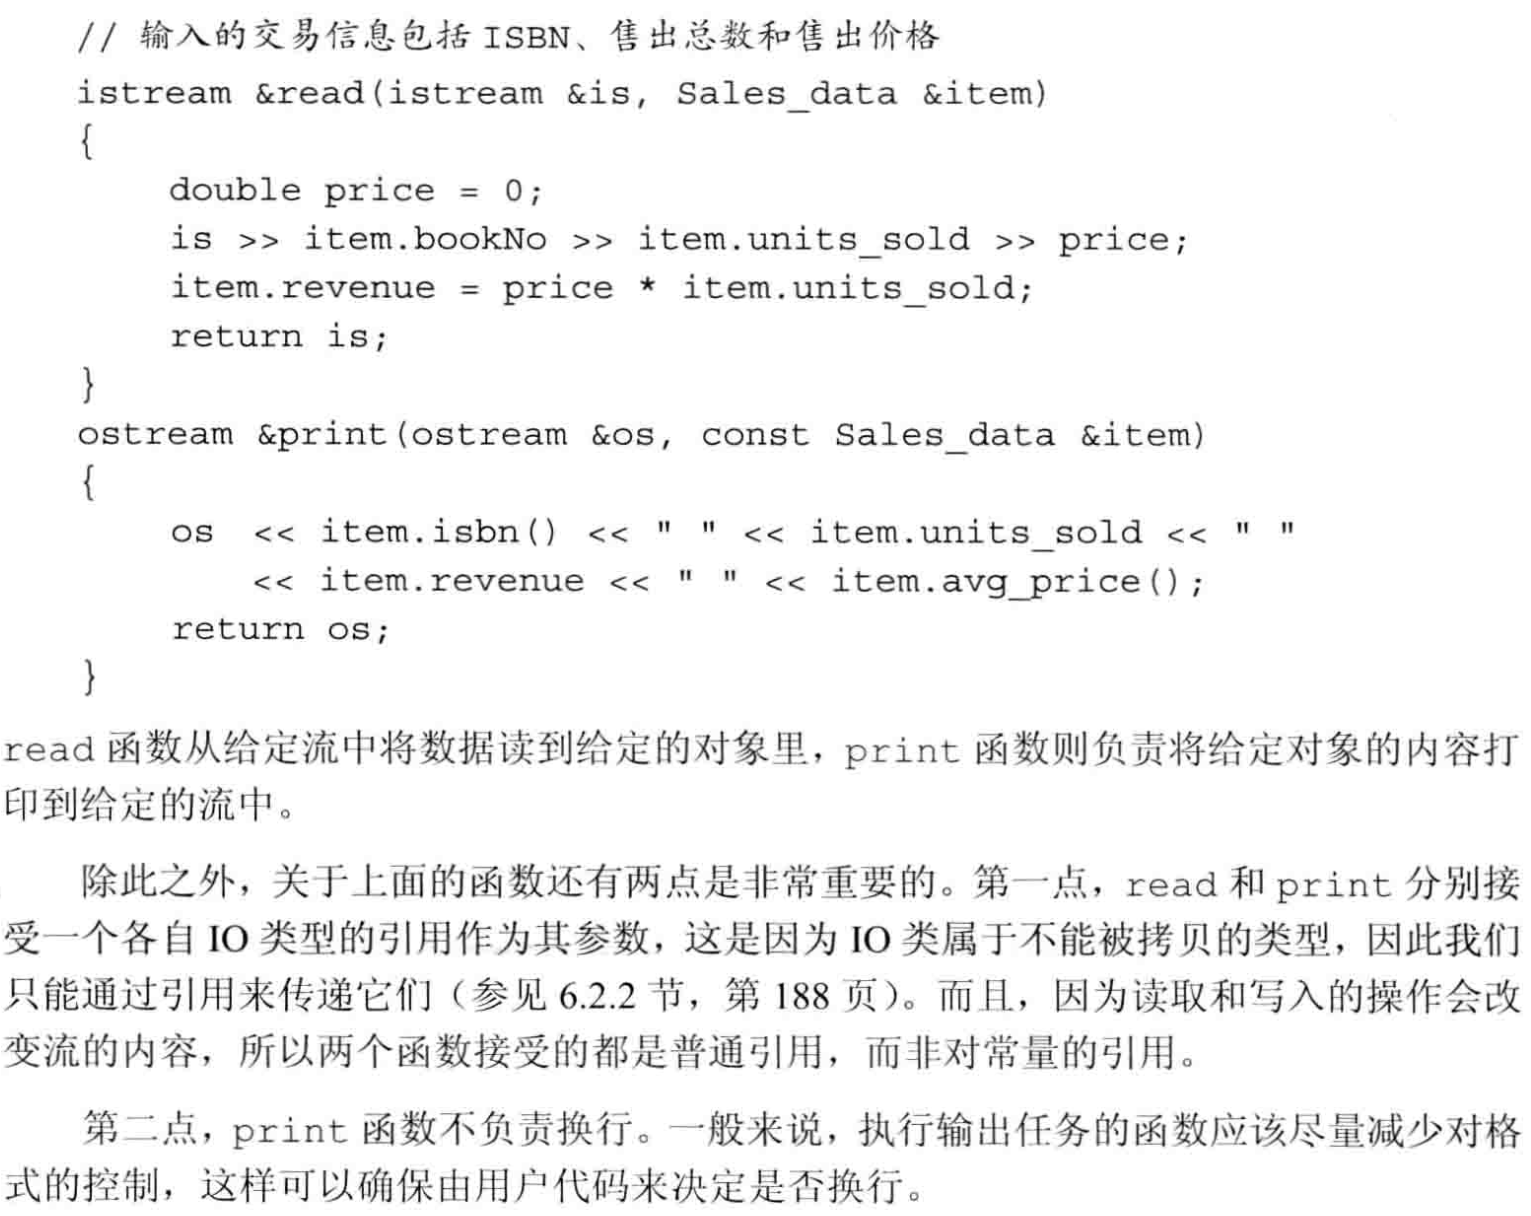 // 输入的交易信息包括 ISBN、售出总数和售出价格
istream &read(istream &is, Sales_data &item)
{
    double price = 0;
    is >> item.bookNo >> item.units_sold >> price;
    item.revenue = price * item.units_sold;
    return is;
}
ostream &print(ostream &os, const Sales_data &item)
{
    os  << item.isbn() << " " << item.units_sold << " "
        << item.revenue << " " << item.avg_price();
    return os;
}
read 函数从给定流中将数据读到给定的对象里，print 函数则负责将给定对象的内容打
印到给定的流中。
除此之外，关于上面的函数还有两点是非常重要的。第一点，read 和 print 分别接
受一个各自 IO 类型的引用作为其参数，这是因为 IO 类属于不能被拷贝的类型，因此我们
只能通过引用来传递它们（参见 6.2.2 节，第 188 页）。而且，因为读取和写入的操作会改
变流的内容，所以两个函数接受的都是普通引用，而非对常量的引用。
第二点，print 函数不负责换行。一般来说，执行输出任务的函数应该尽量减少对格
式的控制，这样可以确保由用户代码来决定是否换行。